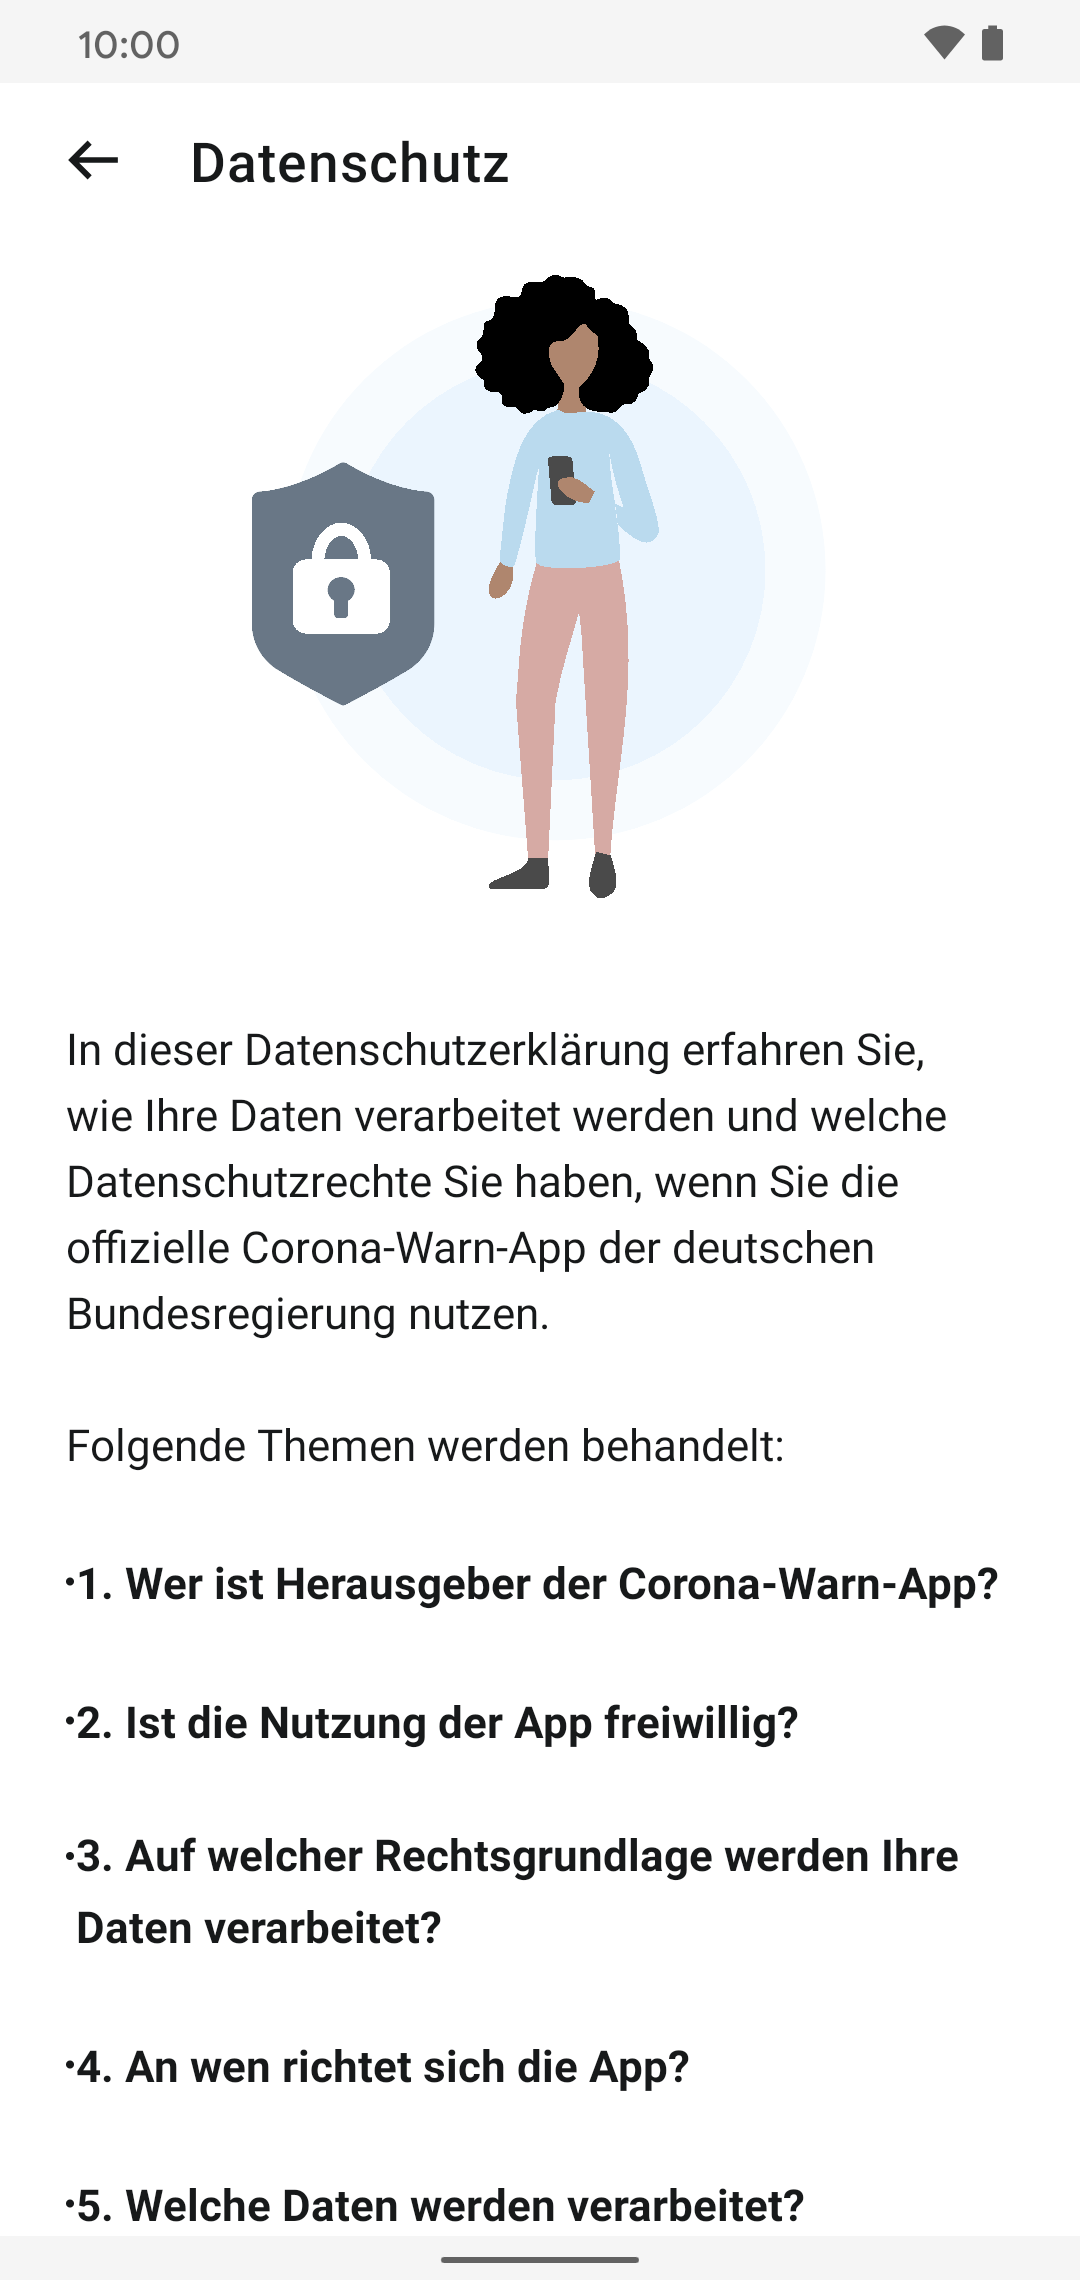 10:00
Datenschutz
In dieser Datenschutzerklärung erfahren Sie,
wie Ihre Daten verarbeitet werden und welche
Datenschutzrechte Sie haben, wenn Sie die
offizielle Corona-Warn-App der deutschen
Bundesregierung nutzen.
Folgende Themen werden behandelt:
•1. Wer ist Herausgeber der Corona-Warn-App?
•2. Ist die Nutzung der App freiwillig?
•3. Auf welcher Rechtsgrundlage werden Ihre
Daten verarbeitet?
•4. An wen richtet sich die App?
•5. Welche Daten werden verarbeitet?